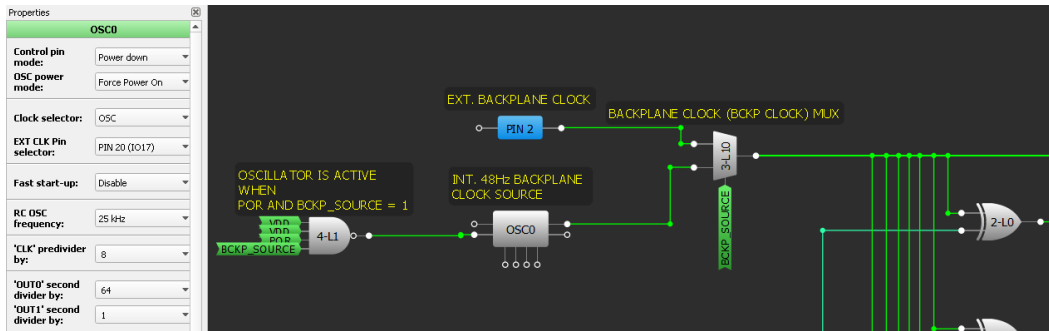 Properties
OSC0
Control pin mode:
Power down
OSC power mode:
Force Power On
Clock selector:
OSC
EXT CLK Pin selector:
PIN 20 (IO17)
Fast start-up:
Disable
RC OSC frequency:
25 kHz
'CLK' predivider by:
8
'OUT0' second divider by:
64
'OUT1' second divider by:
1
EXT. BACKPLANE CLOCK
PIN 2
BACKPLANE CLOCK (BCKP CLOCK) MUX
3-L10
BCKP_SOURCE
OSCILLATOR IS ACTIVE
WHEN
POR AND BCKP_SOURCE = 1
VDD
VDD
POR
BCKP_SOURCE
4-L1
INT. 48Hz BACKPLANE
CLOCK SOURCE
OSC0
2-L0